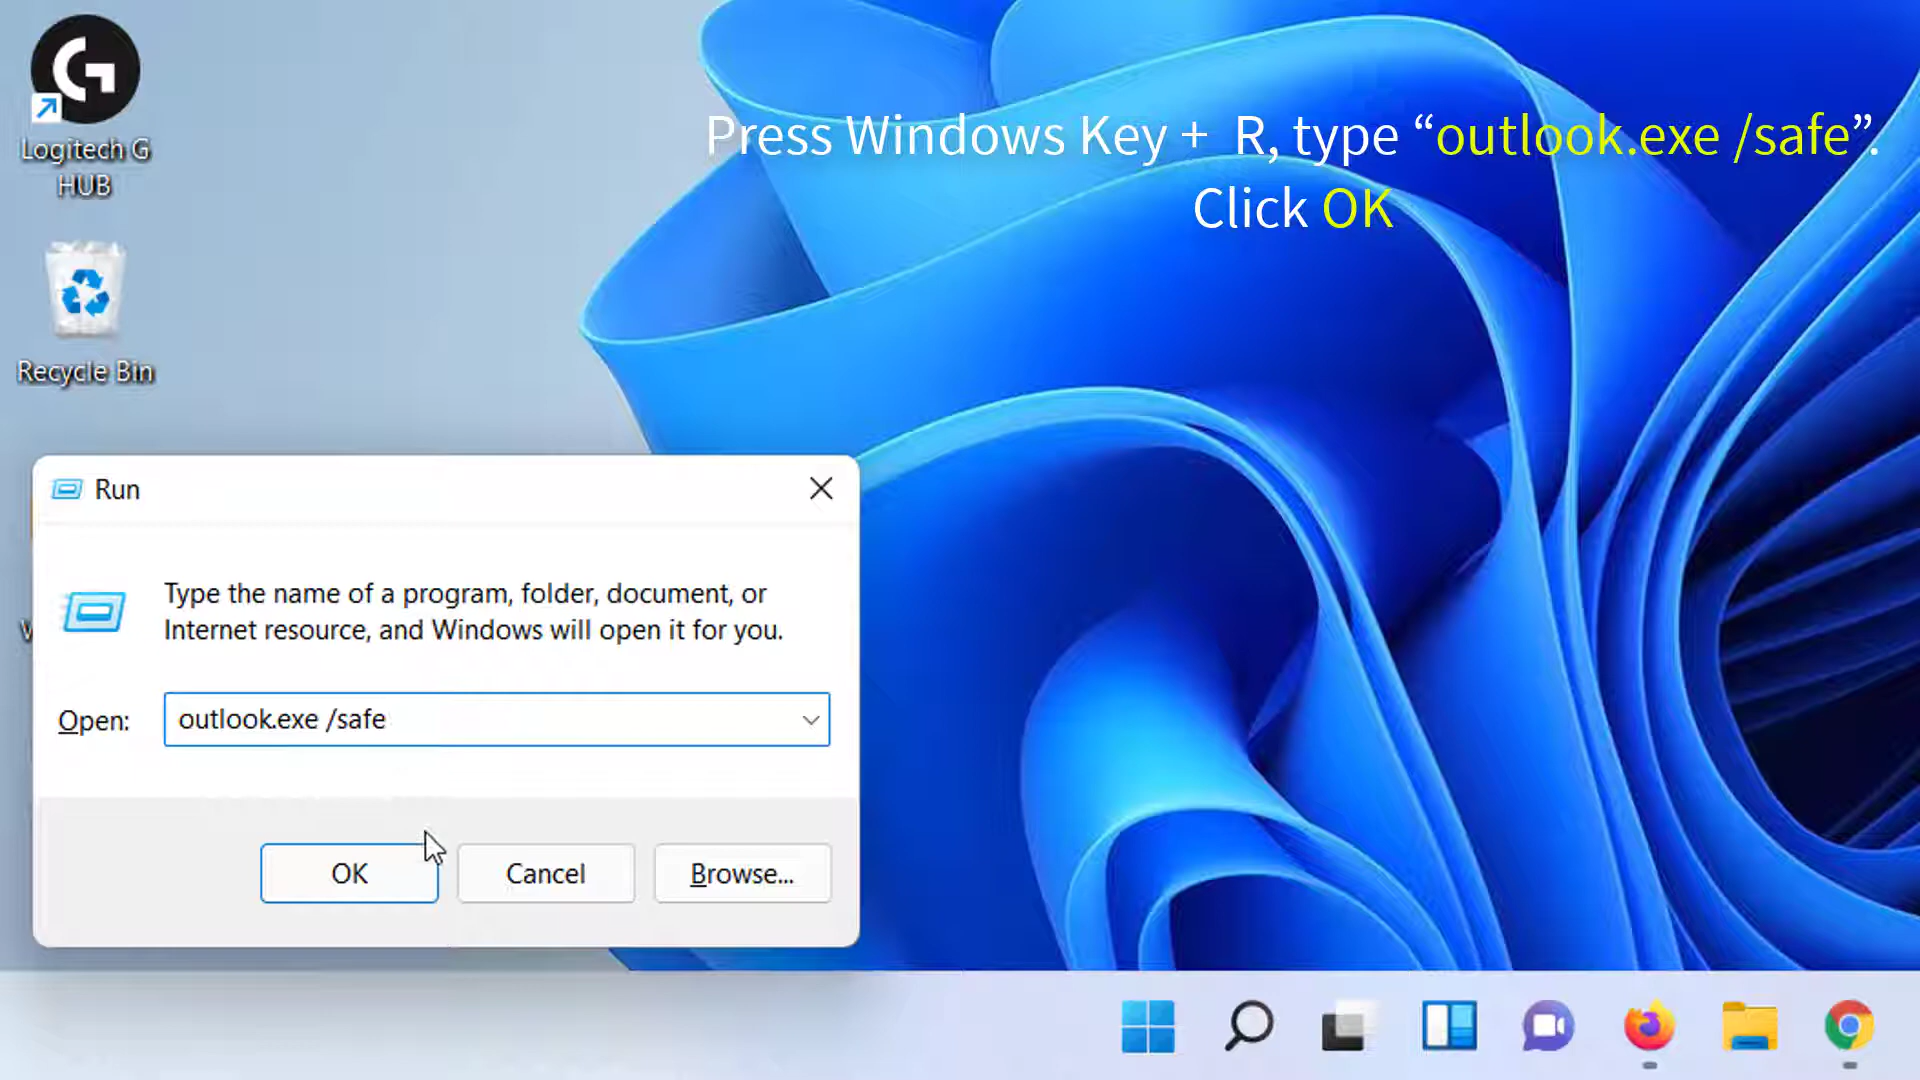 Logitech G
HUB
Press Windows Key + R, type “outlook.exe /safe”.
Click OK
Recycle Bin
Run
Type the name of a program, folder, document, or
Internet resource, and Windows will open it for you.
Open:
outlook.exe /safe
OK
Cancel
Browse...